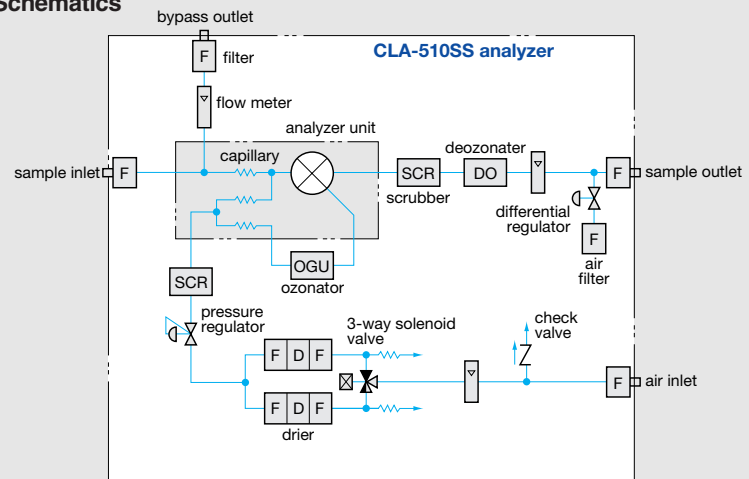 Schematics
bypass outlet
CLA-510SS analyzer
F
filter
flow meter
analyzer unit
capillary
deozonater
sample inlet
F
SCR
DO
F
sample outlet
scrubber
differential
regulator
F
air
filter
OGU
ozonator
SCR
pressure
regulator
3-way solenoid
valve
check
valve
F D F
F
air inlet
F D F
drier